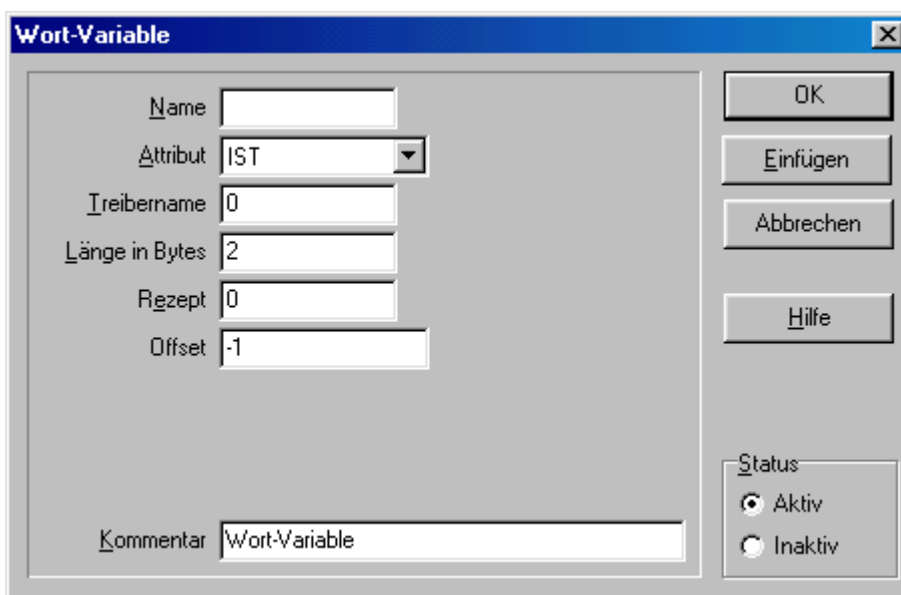 Wort-Variable
Name
Attribut IST
Treibername 0
Länge in Bytes 2
Rezept 0
Offset -1
Kommentar Wort-Variable
OK
Einfügen
Abbrechen
Hilfe
Status
Aktiv
Inaktiv